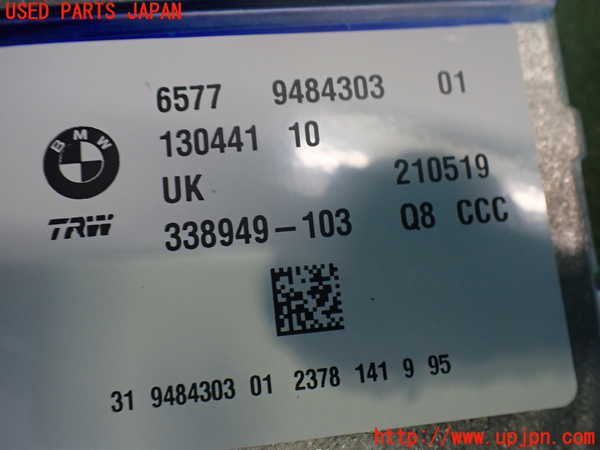 USED PARTS JAPAN
6577 9484303 01
130441 10
BMW
UK 210519
TRW 338949-103 Q8 CCC
31 9484303 01 2378 141 9 95
http://www.upjpn.com/